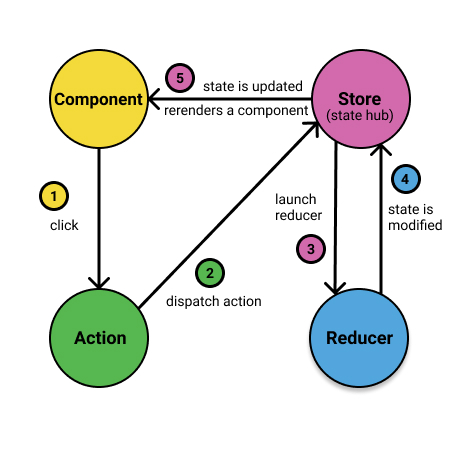 5
state is updated
Component
Store
(state hub)
rerenders a component
1
click
launch
reducer
4
state is
modified
3
2
dispatch action
Action
Reducer